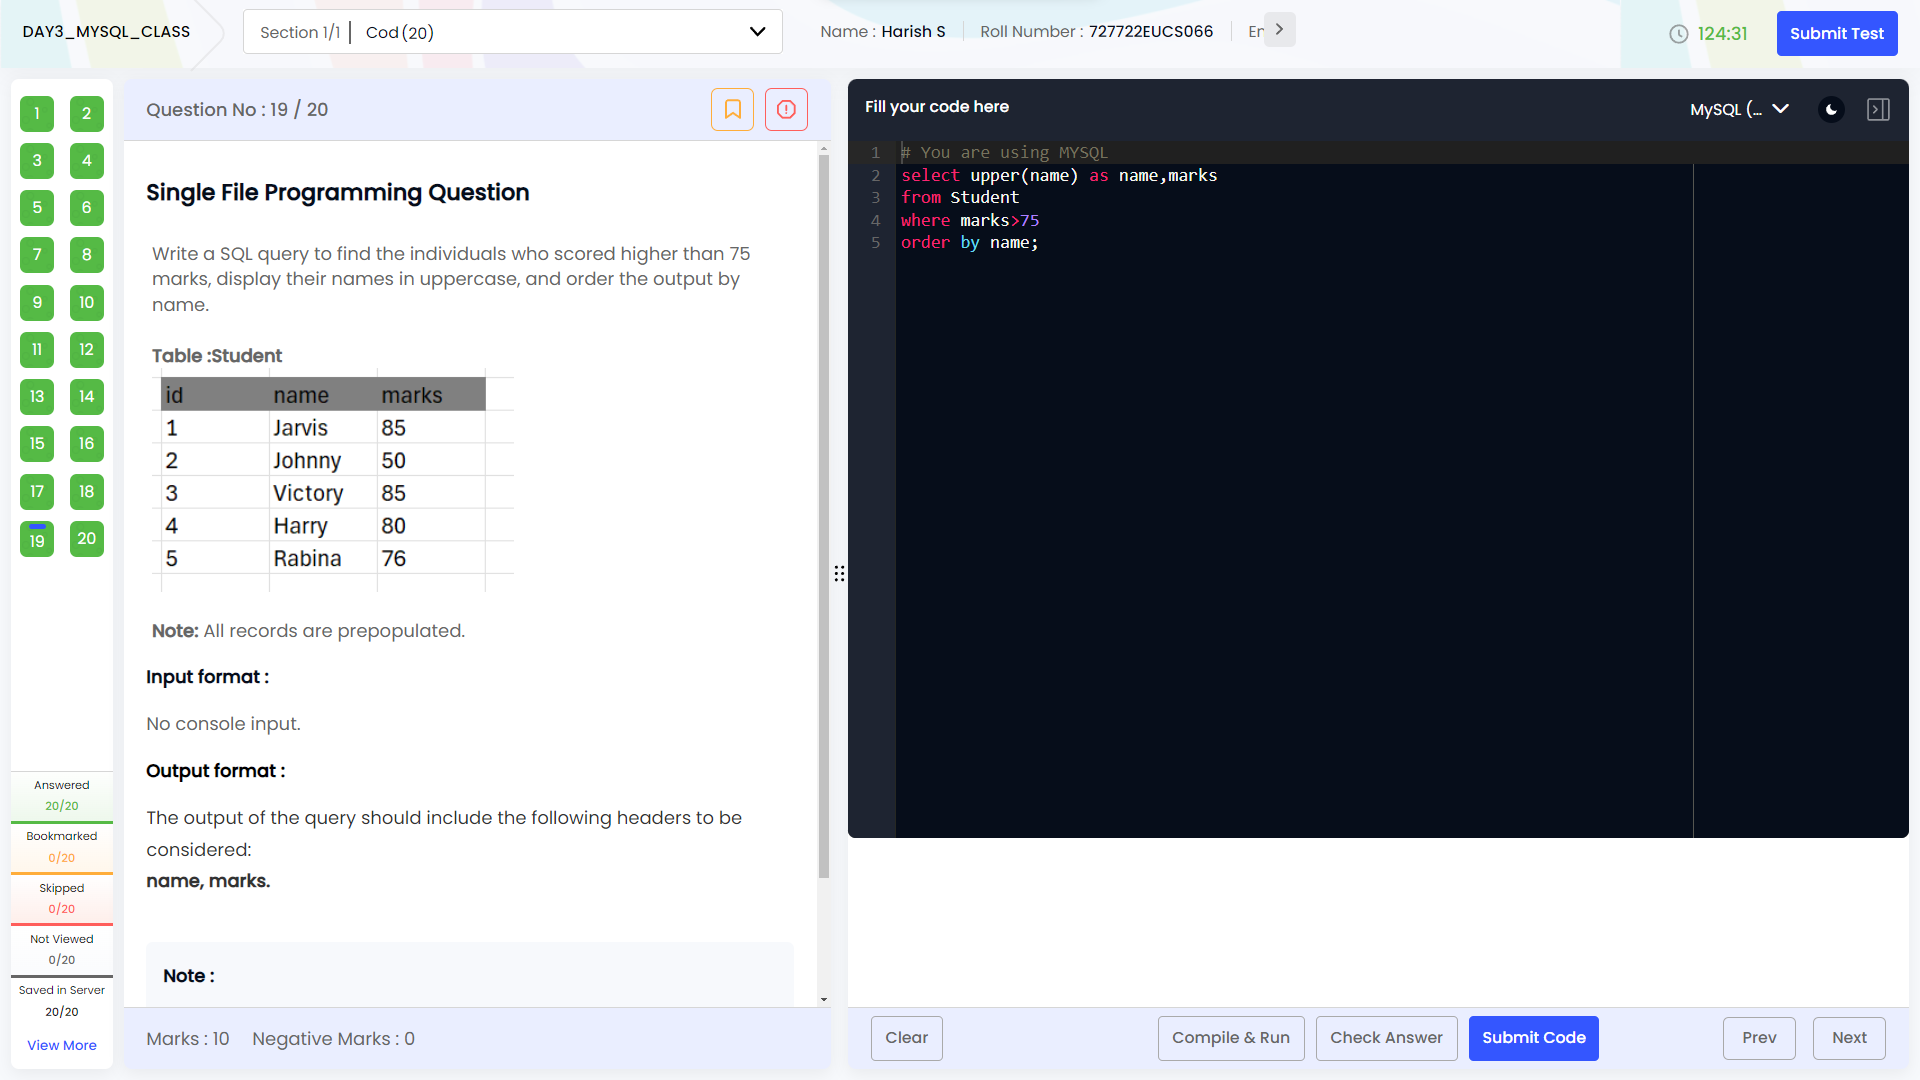 DAY3_MYSQL_CLASS
Section 1/1 | Cod (20)
Name : Harish S
Roll Number : 727722EUCS066
124:31
Submit Test
1 2
3 4
5 6
7 8
9 10
11 12
13 14
15 16
17 18
19 20
Answered
20/20
Bookmarked
0/20
Skipped
0/20
Not Viewed
0/20
Saved in Server
20/20
View More
Question No : 19 / 20
Single File Programming Question
Write a SQL query to find the individuals who scored higher than 75
marks, display their names in uppercase, and order the output by
name.
Table :Student
id name marks
1 Jarvis 85
2 Johnny 50
3 Victory 85
4 Harry 80
5 Rabina 76
Note: All records are prepopulated.
Input format :
No console input.
Output format :
The output of the query should include the following headers to be
considered:
name, marks.
Note :
Marks : 10 Negative Marks : 0
Fill your code here
MySQL (...
1 # You are using MYSQL
2 select upper(name) as name,marks
3 from Student
4 where marks>75
5 order by name;
Clear
Compile & Run
Check Answer
Submit Code
Prev
Next